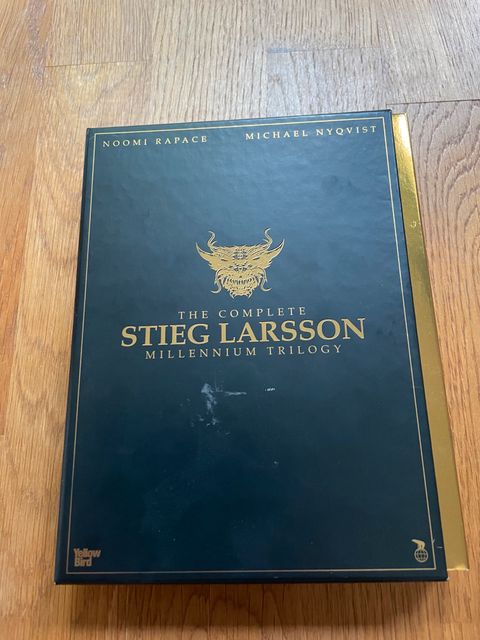 NOOMI RAPACE MICHAEL NYQVIST
THE COMPLETE
STIEG LARSSON
MILLENNIUM TRILOGY
Yellow
Bird